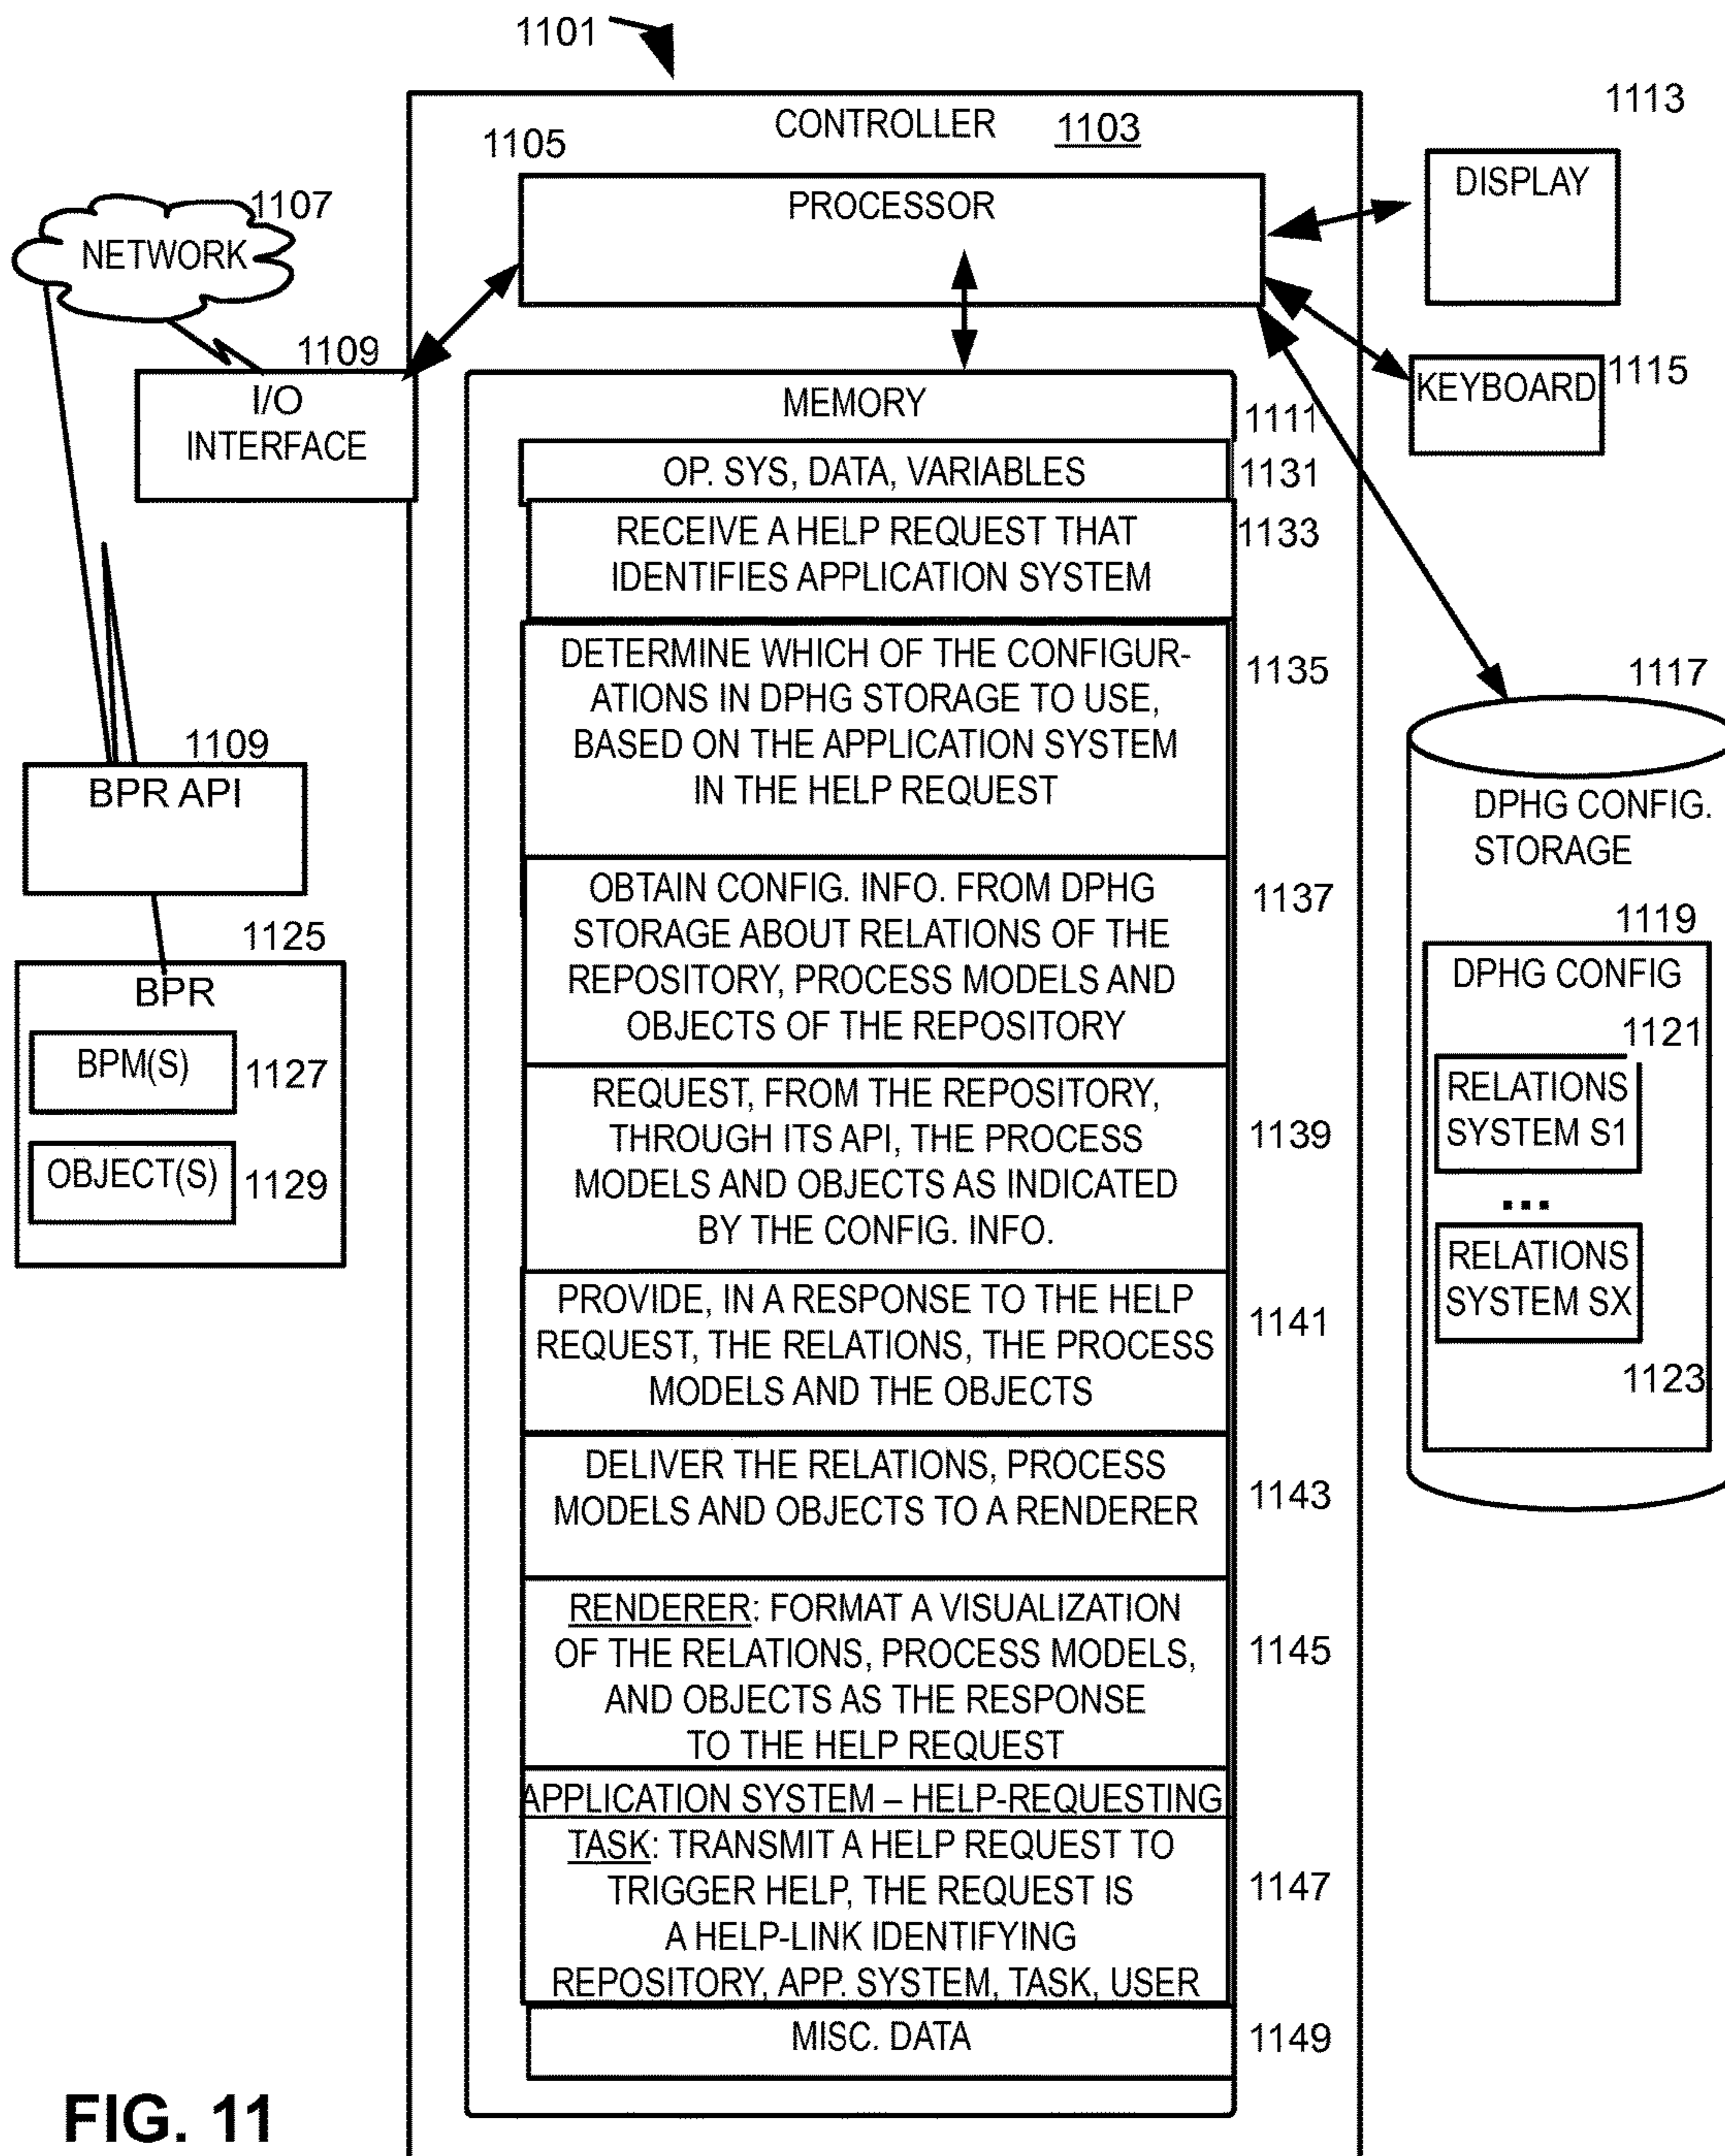 1101
CONTROLLER 1103
1105
PROCESSOR
1107
NETWORK
1109
I/O
INTERFACE
1113
DISPLAY
KEYBOARD
1115
MEMORY
1111
OP. SYS, DATA, VARIABLES
1131
RECEIVE A HELP REQUEST THAT
IDENTIFIES APPLICATION SYSTEM
1133
DETERMINE WHICH OF THE CONFIGUR-
ATIONS IN DPHG STORAGE TO USE,
BASED ON THE APPLICATION SYSTEM
IN THE HELP REQUEST
1135
OBTAIN CONFIG. INFO. FROM DPHG
STORAGE ABOUT RELATIONS OF THE
REPOSITORY, PROCESS MODELS AND
OBJECTS OF THE REPOSITORY
1137
REQUEST, FROM THE REPOSITORY,
THROUGH ITS API, THE PROCESS
MODELS AND OBJECTS AS INDICATED
BY THE CONFIG. INFO.
1139
PROVIDE, IN A RESPONSE TO THE HELP
REQUEST, THE RELATIONS, THE PROCESS
MODELS AND THE OBJECTS
1141
DELIVER THE RELATIONS, PROCESS
MODELS AND OBJECTS TO A RENDERER
1143
RENDERER: FORMAT A VISUALIZATION
OF THE RELATIONS, PROCESS MODELS,
AND OBJECTS AS THE RESPONSE
TO THE HELP REQUEST
1145
APPLICATION SYSTEM – HELP-REQUESTING
TASK: TRANSMIT A HELP REQUEST TO
TRIGGER HELP, THE REQUEST IS
A HELP-LINK IDENTIFYING
REPOSITORY, APP. SYSTEM, TASK, USER
1147
MISC. DATA
1149
1109
BPR API
1125
BPR
BPM(S)
1127
OBJECT(S)
1129
1117
DPHG CONFIG.
STORAGE
1119
DPHG CONFIG
1121
RELATIONS
SYSTEM S1
...
RELATIONS
SYSTEM SX
1123
FIG. 11